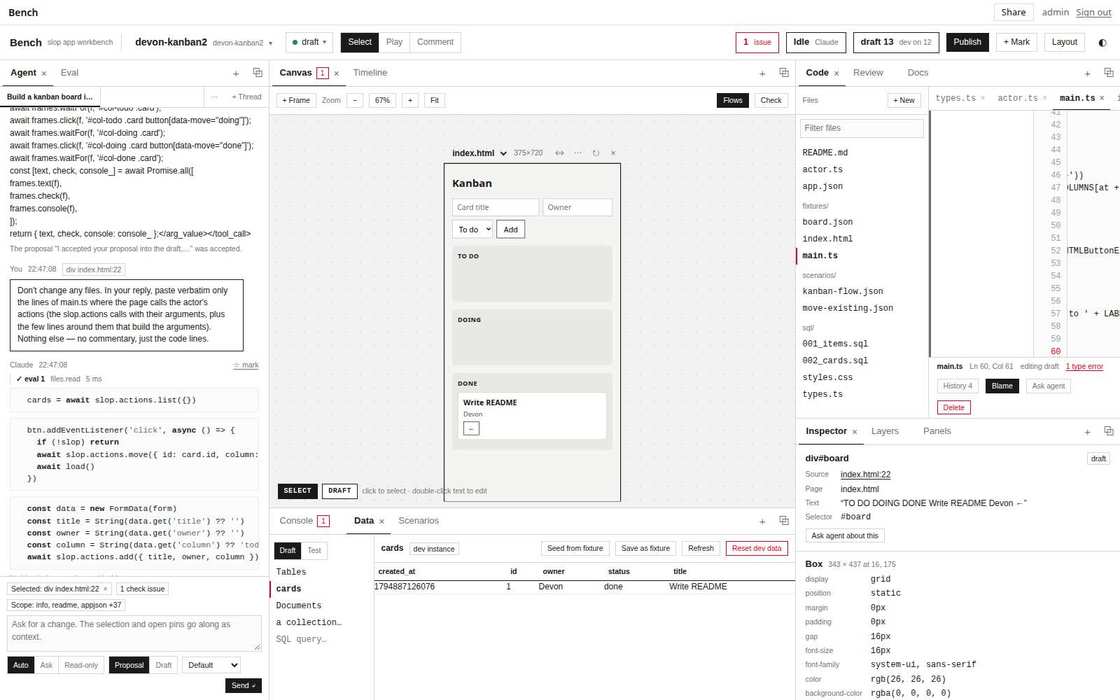 Bench
Share admin Sign out
Bench slop app workbench devon-kanban2 devon-kanban2 draft Select Play Comment 1 issue Idle Claude draft 13 dev on 12 Publish + Mark Layout
Agent × Eval +
Build a kanban board i... ... + Thread
await frames.waitFor(f, '#col-todo .card');
await frames.click(f, '#col-todo .card button[data-move="doing"]');
await frames.waitFor(f, '#col-doing .card');
await frames.click(f, '#col-doing .card button[data-move="done"]');
await frames.waitFor(f, '#col-done .card');
const [text, check, console_] = await Promise.all([
frames.text(f),
frames.check(f),
frames.console(f),
]);
return { text, check, console: console_ };</arg_value></tool_call>
The proposal "I accepted your proposal into the draft,..." was accepted.
You 22:47:08 div index.html:22
Don't change any files. In your reply, paste verbatim only
the lines of main.ts where the page calls the actor's
actions (the slop.actions calls with their arguments, plus
the few lines around them that build the arguments).
Nothing else — no commentary, just the code lines.
Claude 22:47:08 mark
✓ eval 1 files.read 5 ms
cards = await slop.actions.list({})
btn.addEventListener('click', async () => {
if (!slop) return
await slop.actions.move({ id: card.id, column:
await load()
})
const data = new FormData(form)
const title = String(data.get('title') ?? '')
const owner = String(data.get('owner') ?? '')
const column = String(data.get('column') ?? 'tod
await slop.actions.add({ title, owner, column })
Selected: div index.html:22 × 1 check issue
Scope: info, readme, appjson +37
Ask for a change. The selection and open pins go along as
context.
Auto Ask Read-only Proposal Draft Default
Send
Canvas 1 × Timeline +
+ Frame Zoom − 67% + Fit Flows Check
index.html 375×720 ⋯ ×
Kanban
Card title Owner
To do Add
TO DO
DOING
DONE
Write README
Devon
←
SELECT DRAFT click to select · double-click text to edit
Console 1 Data × Scenarios +
Draft Test
Tables
cards
Documents
a collection…
SQL query…
cards dev instance Seed from fixture Save as fixture Refresh Reset dev data
created_at id owner status title
1794887126076 1 Devon done Write README
Code × Review Docs +
Files + New
Filter files
README.md
actor.ts
app.json
fixtures/
board.json
index.html
main.ts
scenarios/
kanban-flow.json
move-existing.json
sql/
001_items.sql
002_cards.sql
styles.css
types.ts
types.ts × actor.ts × main.ts ×
41
42
43
44
45
46 '))
47 OLUMNS[at +
48
49
50
51
52 HTMLButtonE
53
54
55
56
57 to ' + LAB
58
59
60
main.ts Ln 60, Col 61 editing draft 1 type error
History 4 Blame Ask agent
Delete
Inspector × Layers Panels +
div#board draft
Source index.html:22
Page index.html
Text “TO DO DOING DONE Write README Devon ←”
Selector #board
Ask agent about this
Box 343 × 437 at 16, 175
display grid
position static
margin 0px
padding 0px
gap 16px
font-size 16px
font-family system-ui, sans-serif
color rgb(26, 26, 26)
background-color rgba(0, 0, 0, 0)